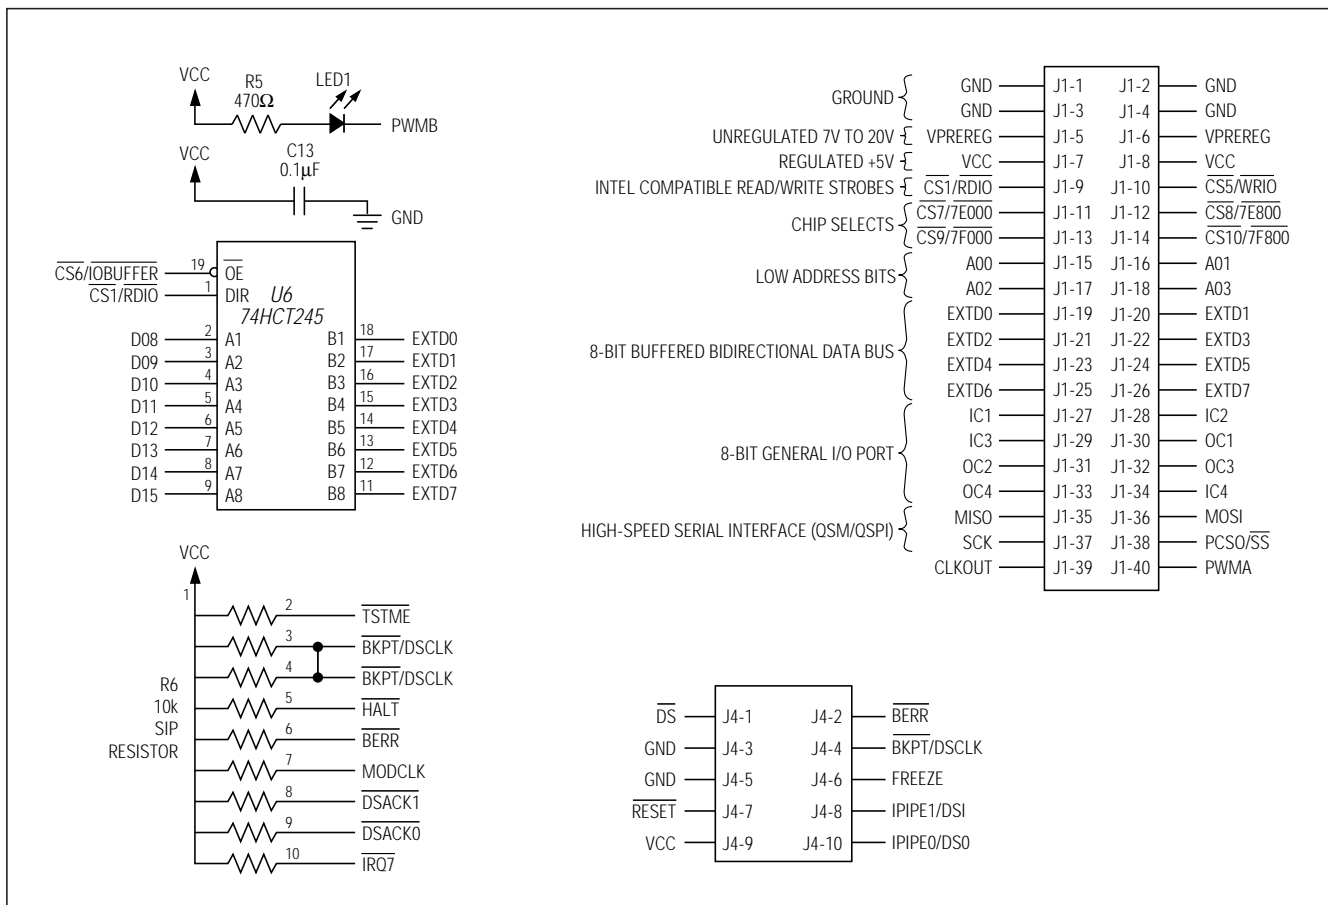 VCC
R5
470Ω
LED1
PWMB
VCC
C13
0.1µF
GND
CS6/IOBUFFER 19 OE
CS1/RDIO 1 DIR
U6
74HCT245
D08 2 A1 B1 18 EXTD0
D09 3 A2 B2 17 EXTD1
D10 4 A3 B3 16 EXTD2
D11 5 A4 B4 15 EXTD3
D12 6 A5 B5 14 EXTD4
D13 7 A6 B6 13 EXTD5
D14 8 A7 B7 12 EXTD6
D15 9 A8 B8 11 EXTD7
VCC
1
2 TSTME
3 BKPT/DSCLK
4 BKPT/DSCLK
5 HALT
6 BERR
7 MODCLK
8 DSACK1
9 DSACK0
10 IRQ7
R6
10k
SIP
RESISTOR
GROUND
UNREGULATED 7V TO 20V
REGULATED +5V
INTEL COMPATIBLE READ/WRITE STROBES
CHIP SELECTS
LOW ADDRESS BITS
8-BIT BUFFERED BIDIRECTIONAL DATA BUS
8-BIT GENERAL I/O PORT
HIGH-SPEED SERIAL INTERFACE (QSM/QSPI)
GND J1-1 J1-2 GND
GND J1-3 J1-4 GND
VPREREG J1-5 J1-6 VPREREG
VCC J1-7 J1-8 VCC
CS1/RDIO J1-9 J1-10 CS5/WRIO
CS7/7E000 J1-11 J1-12 CS8/7E800
CS9/7F000 J1-13 J1-14 CS10/7F800
A00 J1-15 J1-16 A01
A02 J1-17 J1-18 A03
EXTD0 J1-19 J1-20 EXTD1
EXTD2 J1-21 J1-22 EXTD3
EXTD4 J1-23 J1-24 EXTD5
EXTD6 J1-25 J1-26 EXTD7
IC1 J1-27 J1-28 IC2
IC3 J1-29 J1-30 OC1
OC2 J1-31 J1-32 OC3
OC4 J1-33 J1-34 IC4
MISO J1-35 J1-36 MOSI
SCK J1-37 J1-38 PCSO/SS
CLKOUT J1-39 J1-40 PWMA
DS J4-1 J4-2 BERR
GND J4-3 J4-4 BKPT/DSCLK
GND J4-5 J4-6 FREEZE
RESET J4-7 J4-8 IPIPE1/DSI
VCC J4-9 J4-10 IPIPE0/DS0